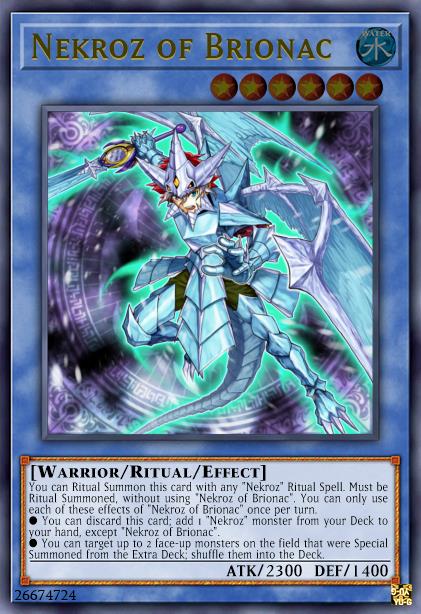 NEKROZ OF BRIONAC
WATER
水
[WARRIOR/RITUAL/EFFECT]
You can Ritual Summon this card with any "Nekroz" Ritual Spell. Must be
Ritual Summoned, without using "Nekroz of Brionac". You can only use
each of these effects of "Nekroz of Brionac" once per turn.
● You can discard this card; add 1 "Nekroz" monster from your Deck to
your hand, except "Nekroz of Brionac".
● You can target up to 2 face-up monsters on the field that were Special
Summoned from the Extra Deck; shuffle them into the Deck.
ATK/2300 DEF/1400
26674724